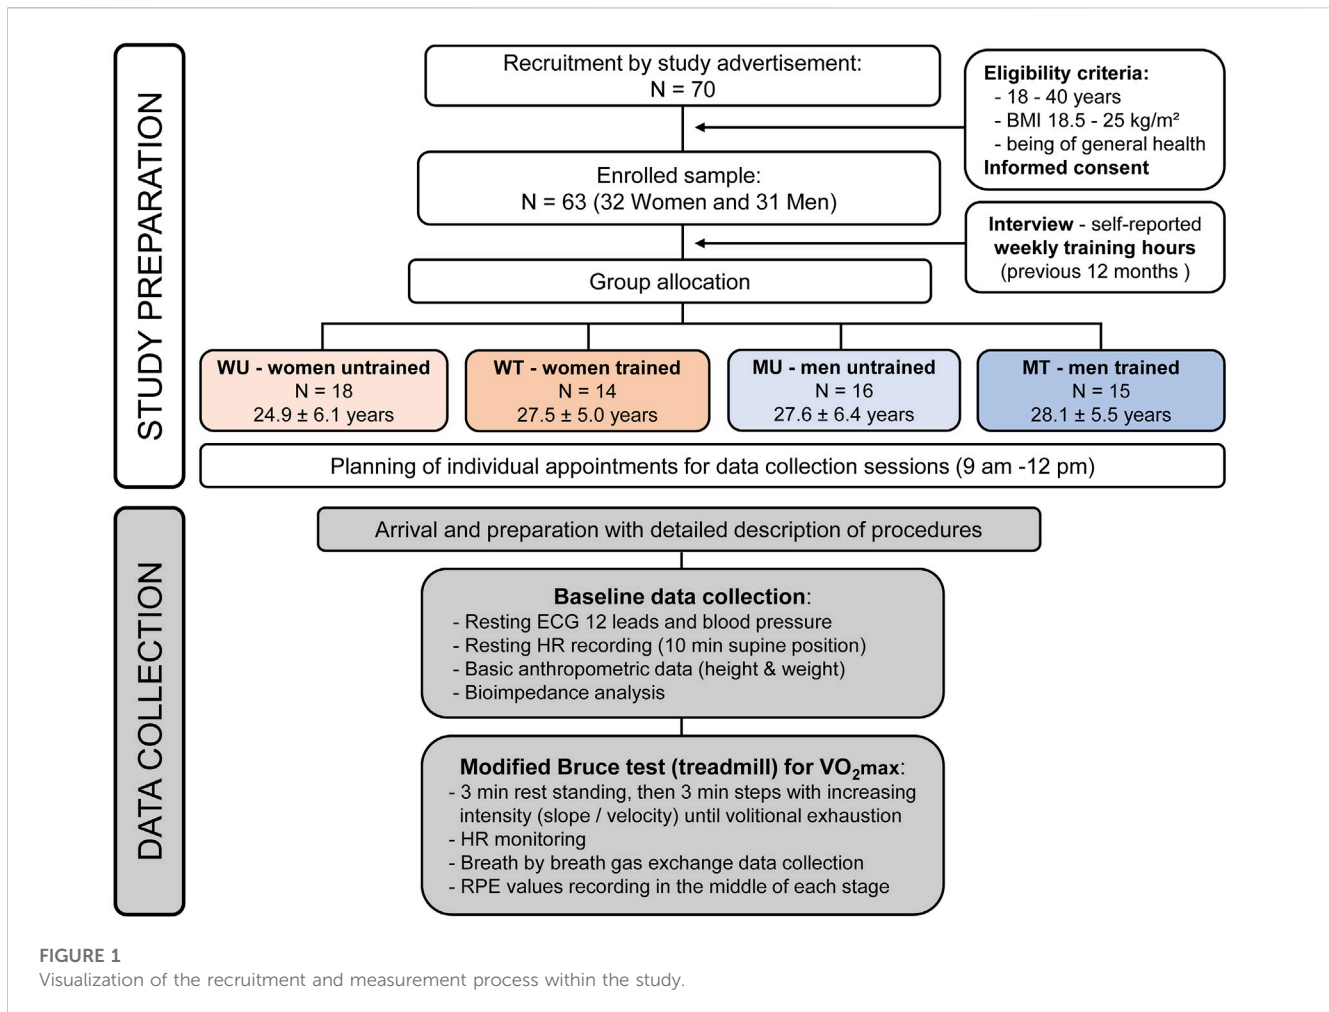 STUDY PREPARATION
Recruitment by study advertisement:
N = 70
Eligibility criteria:
- 18 - 40 years
- BMI 18.5 - 25 kg/m²
- being of general health
Informed consent
Enrolled sample:
N = 63 (32 Women and 31 Men)
Interview - self-reported
weekly training hours
(previous 12 months )
Group allocation
WU - women untrained
N = 18
24.9 ± 6.1 years
WT - women trained
N = 14
27.5 ± 5.0 years
MU - men untrained
N = 16
27.6 ± 6.4 years
MT - men trained
N = 15
28.1 ± 5.5 years
Planning of individual appointments for data collection sessions (9 am -12 pm)
DATA COLLECTION
Arrival and preparation with detailed description of procedures
Baseline data collection:
- Resting ECG 12 leads and blood pressure
- Resting HR recording (10 min supine position)
- Basic anthropometric data (height & weight)
- Bioimpedance analysis
Modified Bruce test (treadmill) for VO₂max:
- 3 min rest standing, then 3 min steps with increasing
intensity (slope / velocity) until volitional exhaustion
- HR monitoring
- Breath by breath gas exchange data collection
- RPE values recording in the middle of each stage
FIGURE 1
Visualization of the recruitment and measurement process within the study.